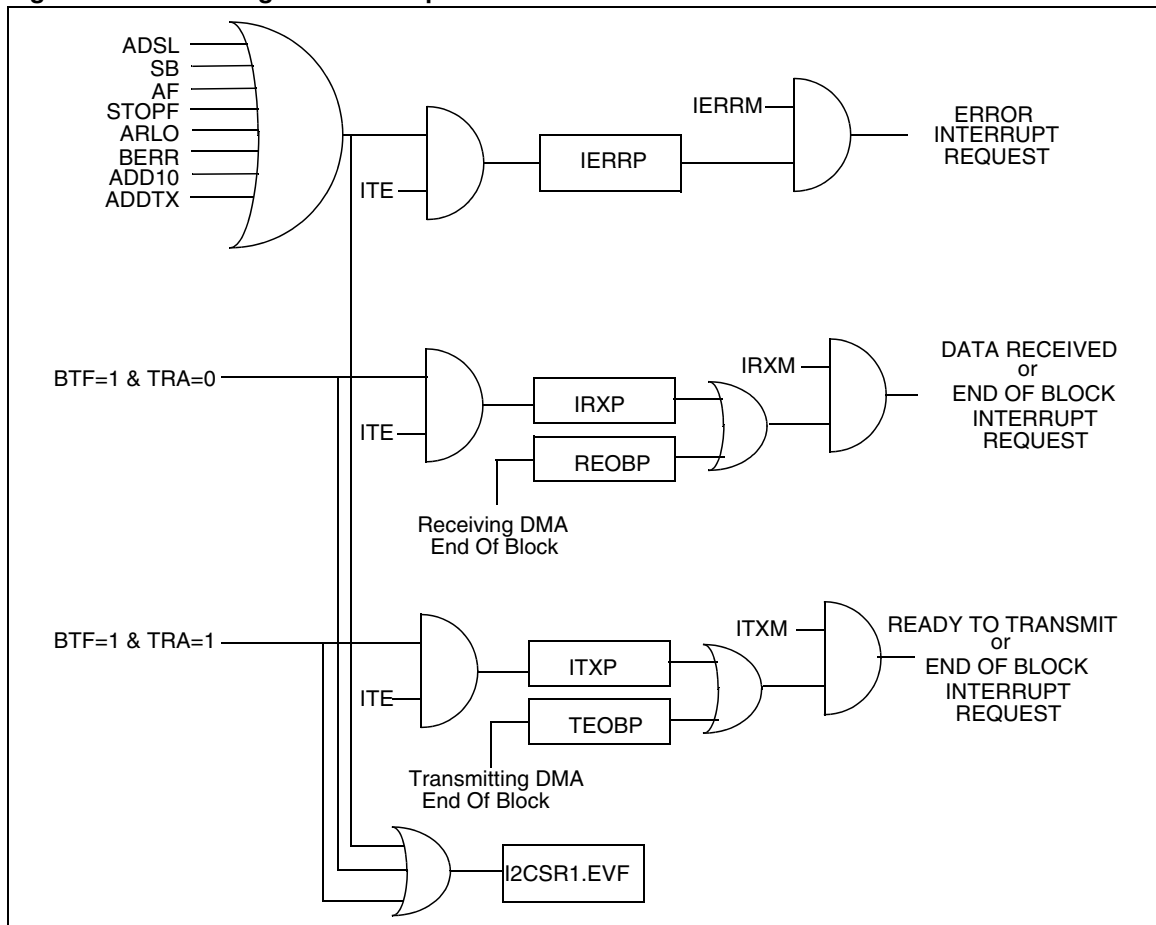 ADSL
SB
AF
STOPF
ARLO
BERR
ADD10
ADDTX
ITE
IERRP
IERRM
ERROR
INTERRUPT
REQUEST
BTF=1 & TRA=0
ITE
IRXP
REOBP
Receiving DMA
End Of Block
IRXM
DATA RECEIVED
or
END OF BLOCK
INTERRUPT
REQUEST
BTF=1 & TRA=1
ITE
ITXP
TEOBP
Transmitting DMA
End Of Block
ITXM
READY TO TRANSMIT
or
END OF BLOCK
INTERRUPT
REQUEST
I2CSR1.EVF